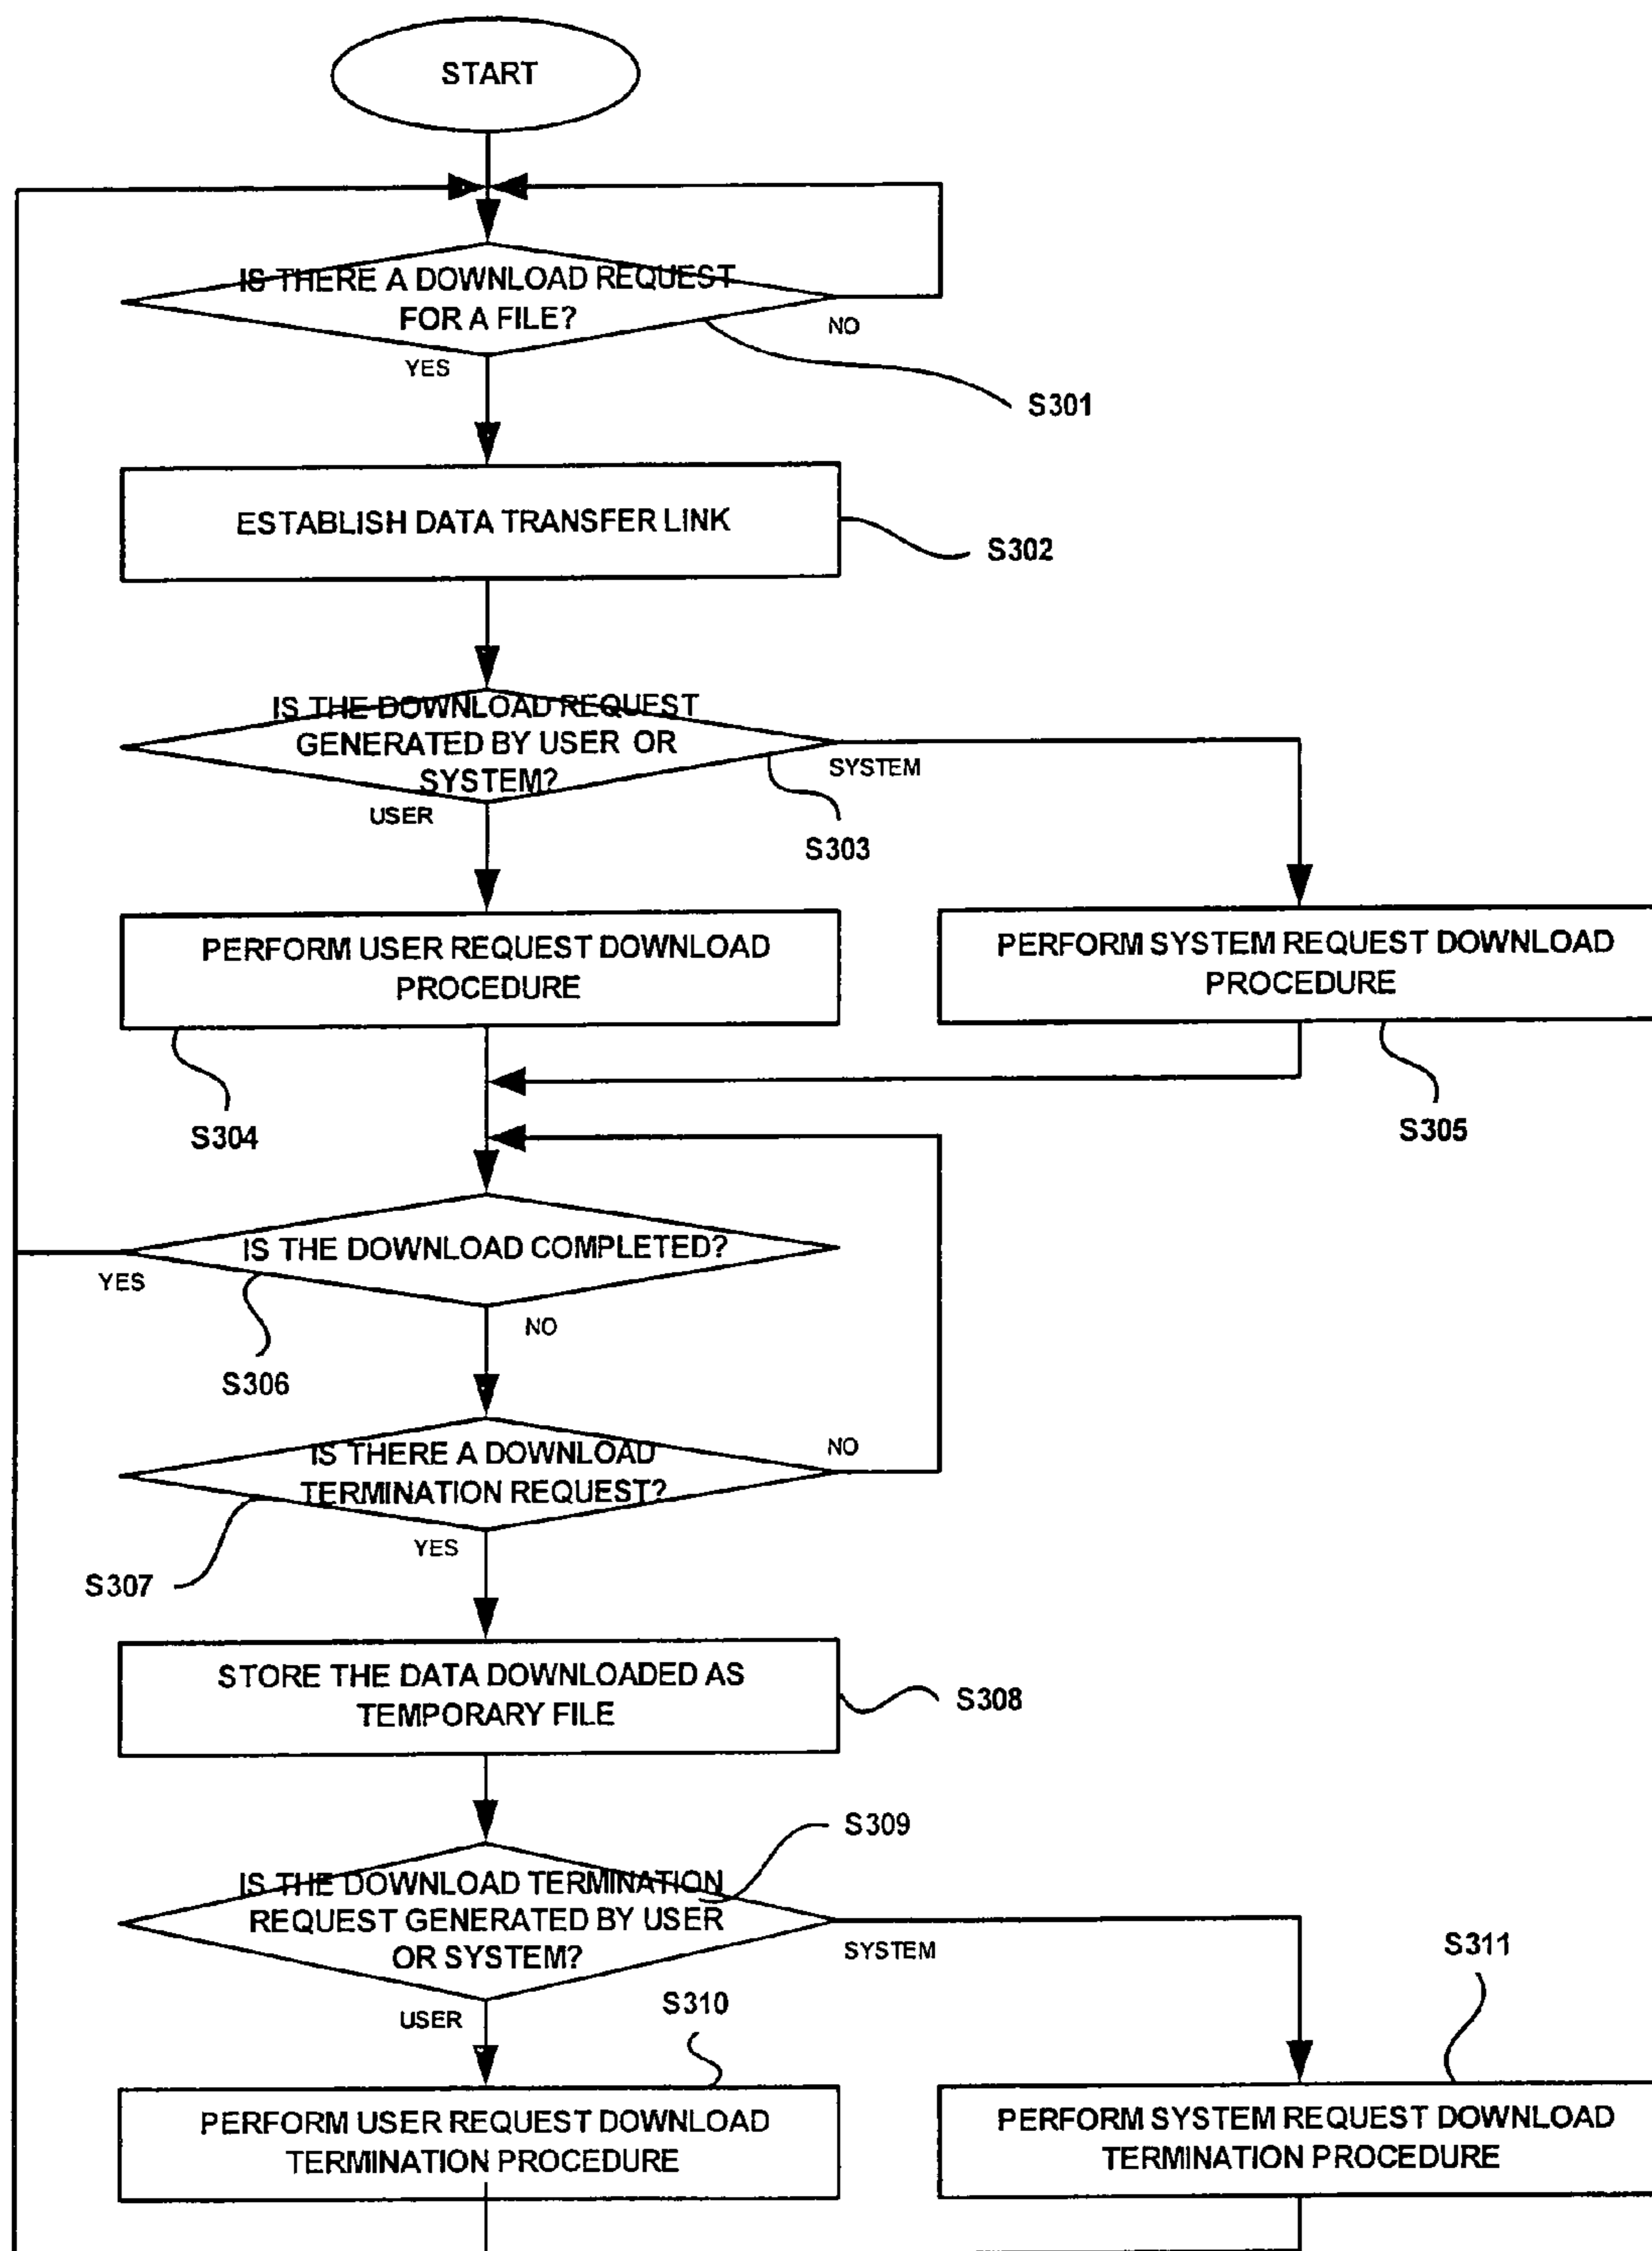 START
IS THERE A DOWNLOAD REQUEST
FOR A FILE?
NO
YES
S301
ESTABLISH DATA TRANSFER LINK
S302
IS THE DOWNLOAD REQUEST
GENERATED BY USER OR
SYSTEM?
SYSTEM
USER
S303
PERFORM USER REQUEST DOWNLOAD
PROCEDURE
PERFORM SYSTEM REQUEST DOWNLOAD
PROCEDURE
S304
S305
IS THE DOWNLOAD COMPLETED?
YES
NO
S306
IS THERE A DOWNLOAD
TERMINATION REQUEST?
NO
YES
S307
STORE THE DATA DOWNLOADED AS
TEMPORARY FILE
S308
S309
IS THE DOWNLOAD TERMINATION
REQUEST GENERATED BY USER
OR SYSTEM?
SYSTEM
USER
S310
S311
PERFORM USER REQUEST DOWNLOAD
TERMINATION PROCEDURE
PERFORM SYSTEM REQUEST DOWNLOAD
TERMINATION PROCEDURE